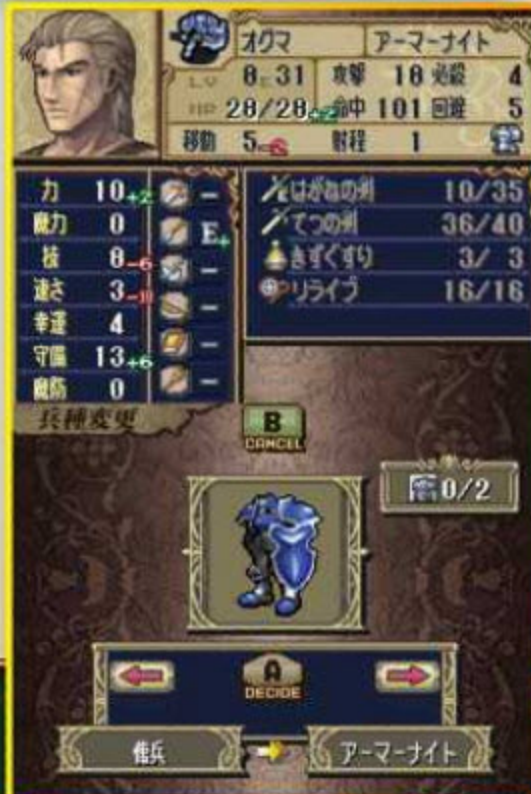 オグマ アーマーナイト
LV 8 E 31 攻撃 18 必殺 4
HP 28/28 命中 101 回避 5
移動 5 射程 1
力 10+2 -
魔力 0 E+
技 8-6 -
速さ 3-10 -
幸運 4 -
守備 13+6 -
魔防 0
はがねの剣 10/35
てつの剣 36/40
きずぐすり 3/ 3
リライブ 16/16
兵種変更
B
CANCEL
0/2
A
DECIDE
傭兵 アーマーナイト